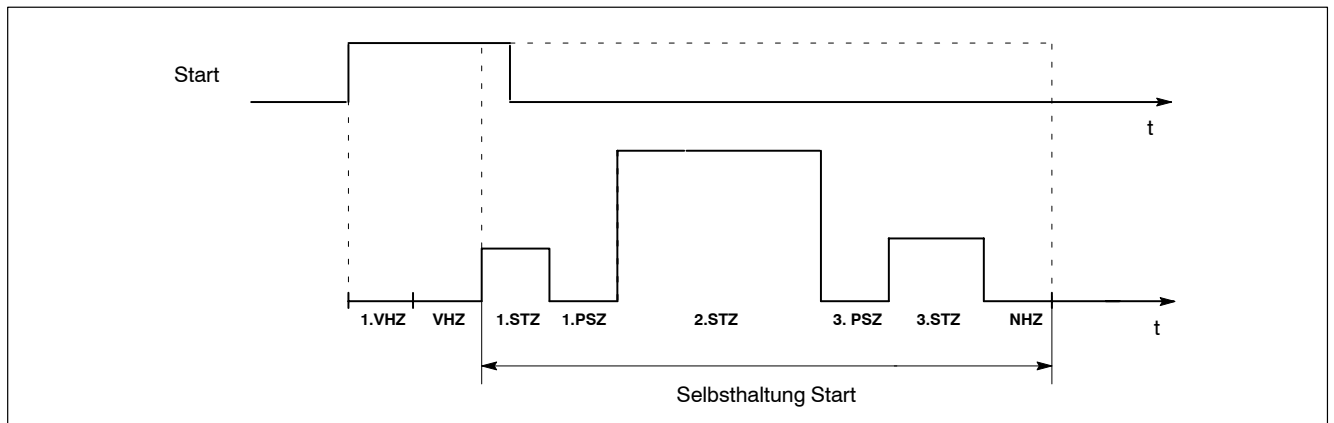 Start
t
1.VHZ VHZ 1.STZ 1.PSZ 2.STZ 3. PSZ 3.STZ NHZ
t
Selbsthaltung Start